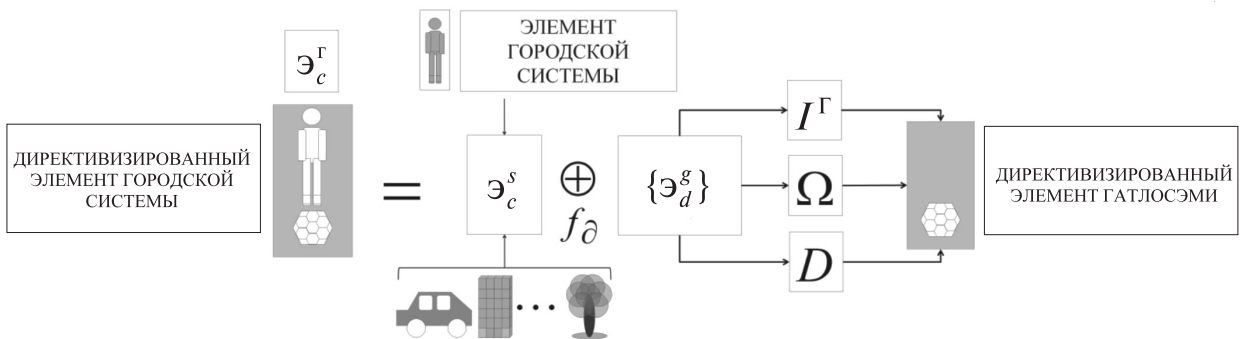 Э_c^Г
ДИРЕКТИВИЗИРОВАННЫЙ
ЭЛЕМЕНТ ГОРОДСКОЙ
СИСТЕМЫ
=
ЭЛЕМЕНТ
ГОРОДСКОЙ
СИСТЕМЫ
Э_c^s
⊕
f_∂
...
{Э_d^g}
I^Г
Ω
D
ДИРЕКТИВИЗИРОВАННЫЙ
ЭЛЕМЕНТ ГАТЛОСЭМИ